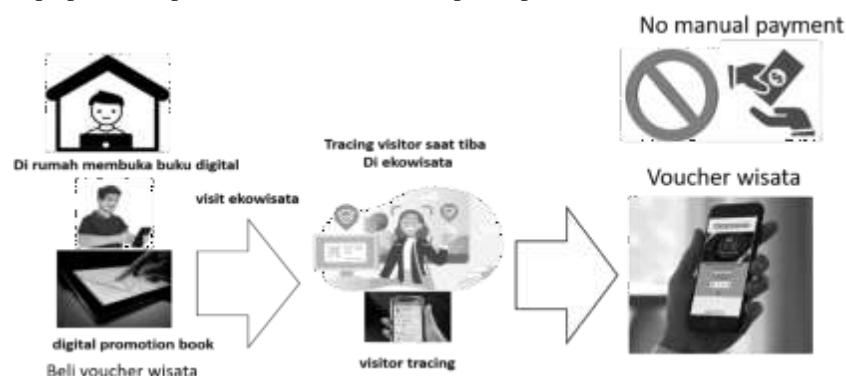 No manual payment
Di rumah membuka buku digital
visit ekowisata
digital promotion book
Beli voucher wisata
Tracing visitor saat tiba
Di ekowisata
visitor tracing
Voucher wisata